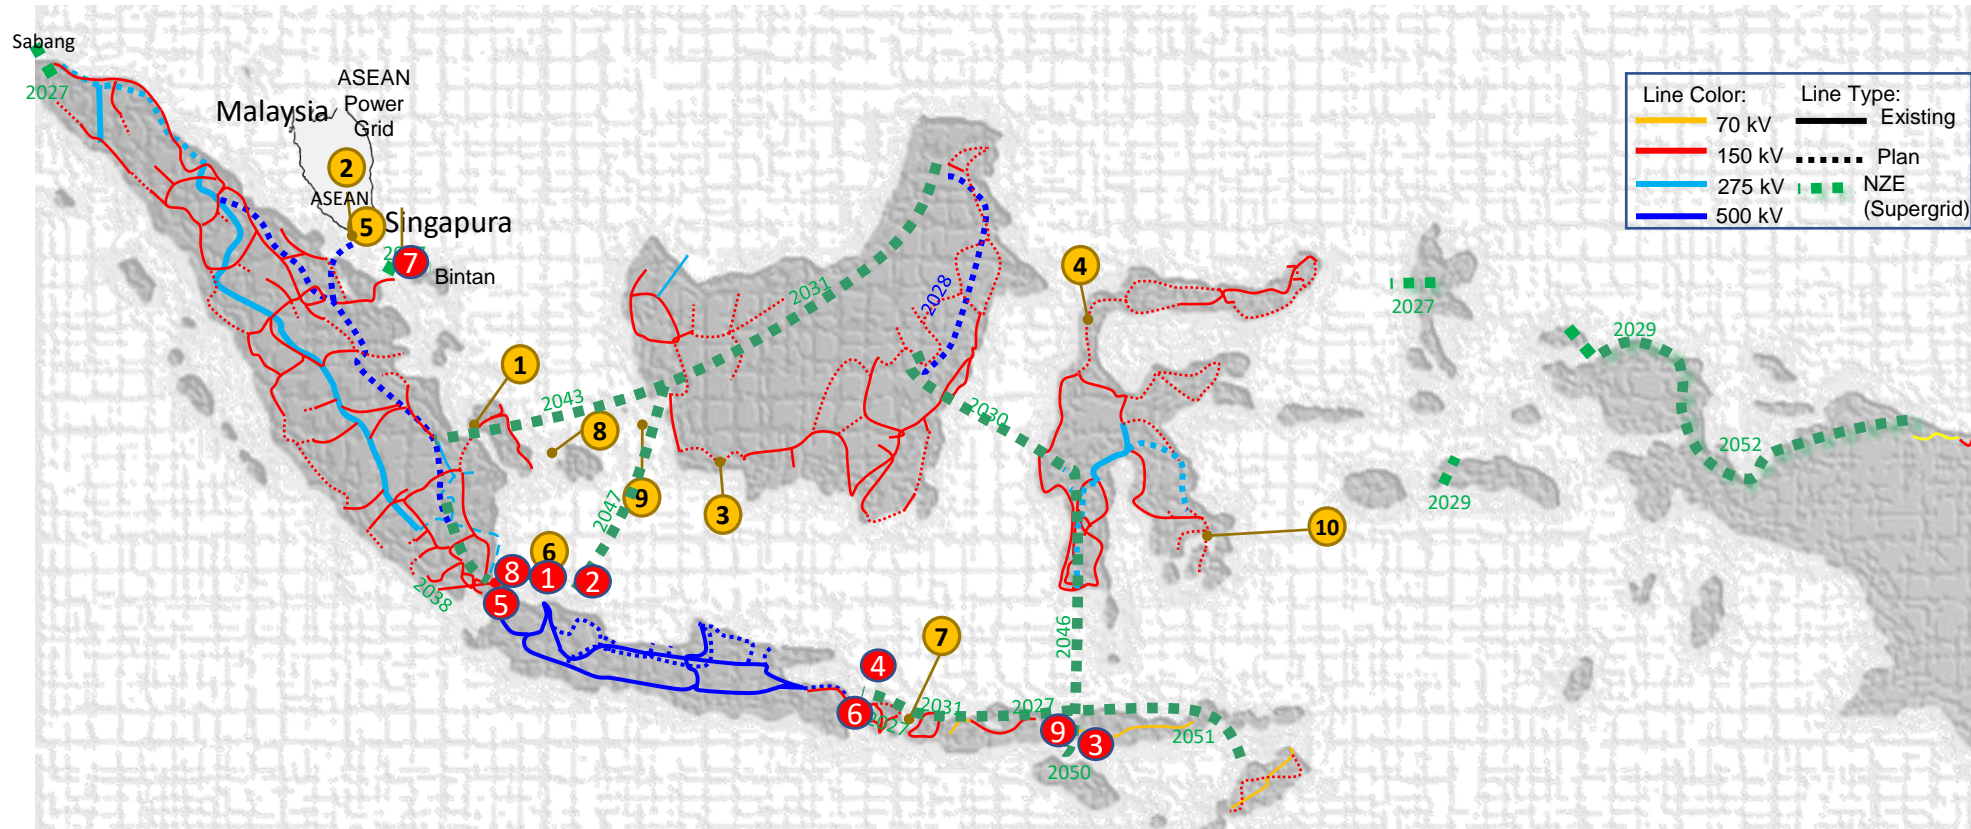 Sabang
2027
Malaysia
ASEAN
Power
Grid
2
ASEAN
5
Singapura
7
Bintan
Line Color:
Line Type:
70 kV
Existing
150 kV
Plan
275 kV
NZE
(Supergrid)
500 kV
4
2031
2028
2027
2029
1
2043
8
2030
9
3
2047
2052
2029
10
6
8
1
2
5
2038
7
4
2046
6
2027
2031
2027
9
3
2051
2050